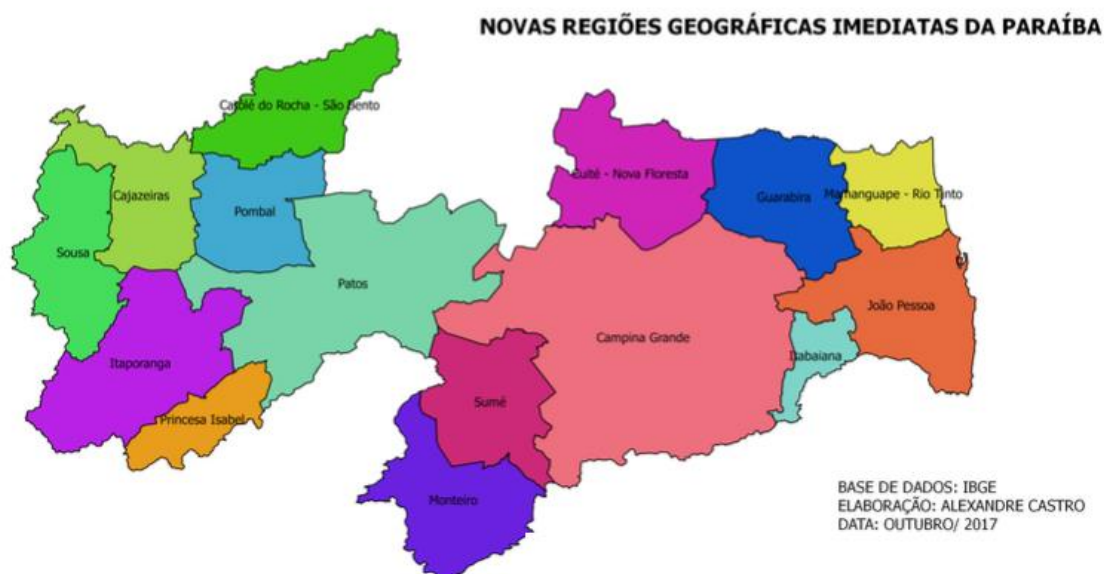 NOVAS REGIÕES GEOGRÁFICAS IMEDIATAS DA PARAÍBA
Catolé do Rocha - São Bento
Cajazeiras
Pombal
Sousa
Patos
Itaporanga
Princesa Isabel
Cuité - Nova Floresta
Guarabira
Mamanguape - Rio Tinto
João Pessoa
Campina Grande
Itabaiana
Sumé
Monteiro
BASE DE DADOS: IBGE
ELABORAÇÃO: ALEXANDRE CASTRO
DATA: OUTUBRO/ 2017